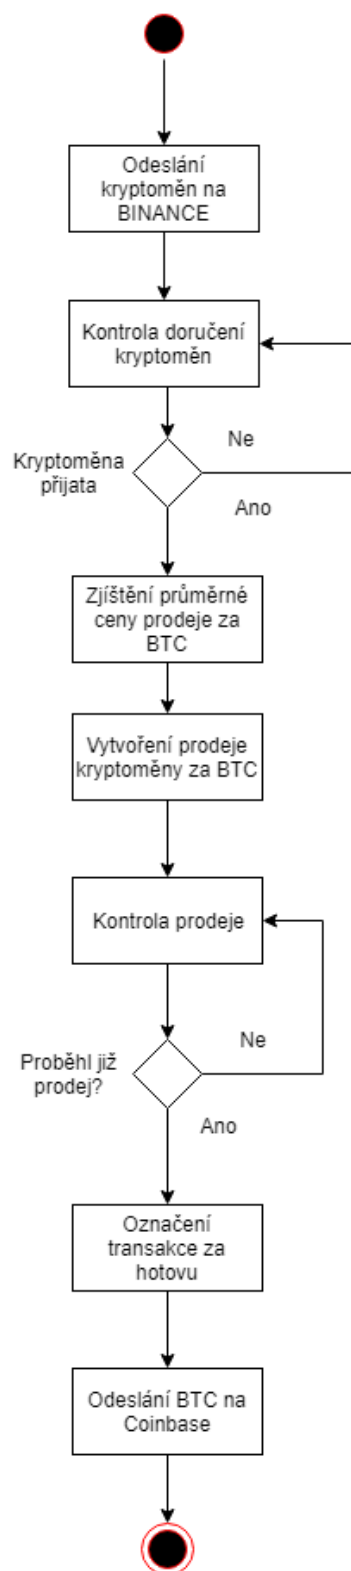 Odeslání
kryptoměn na
BINANCE
Kontrola doručení
kryptoměn
Ne
Kryptoměna
přijata
Ano
Zjíštění průměrné
ceny prodeje za
BTC
Vytvoření prodeje
kryptoměny za BTC
Kontrola prodeje
Ne
Proběhl již
prodej?
Ano
Označení
transakce za
hotovu
Odeslání BTC na
Coinbase